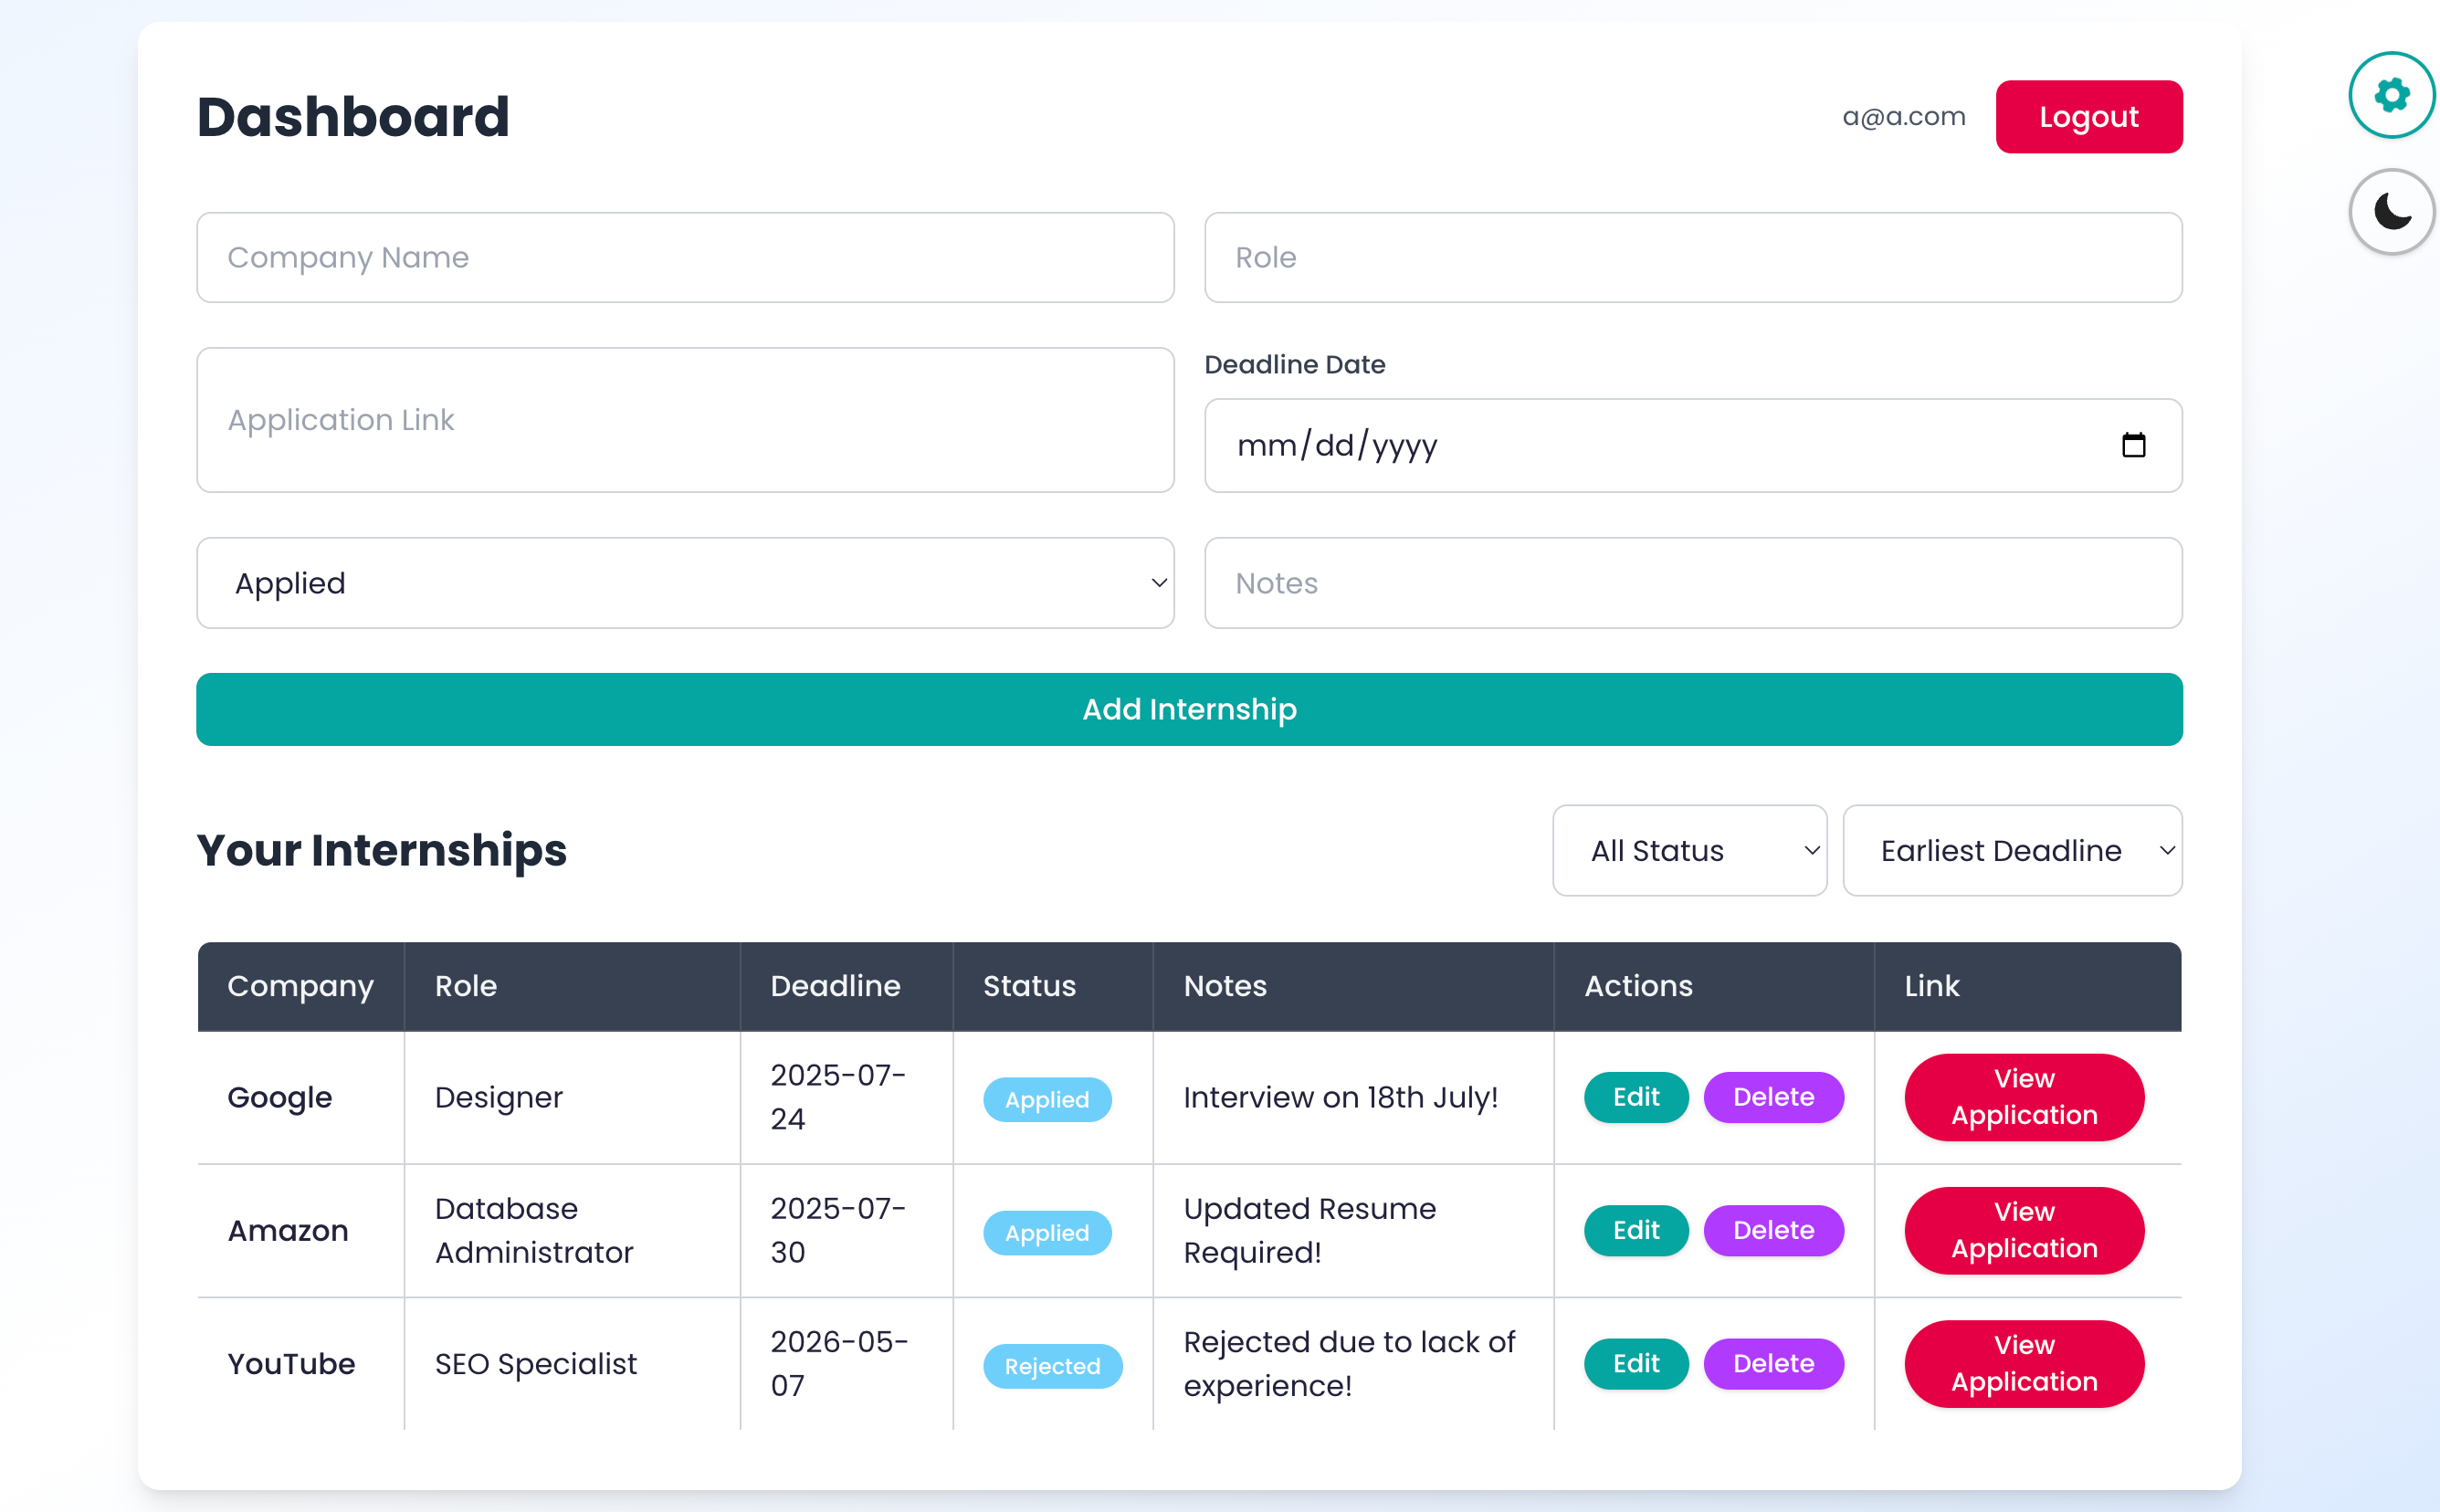 Dashboard
a@a.com
Logout
Company Name
Role
Application Link
Deadline Date
mm/dd/yyyy
Applied
Notes
Add Internship
Your Internships
All Status
Earliest Deadline
Company
Role
Deadline
Status
Notes
Actions
Link
Google
Designer
2025-07-
24
Applied
Interview on 18th July!
Edit
Delete
View
Application
Amazon
Database
Administrator
2025-07-
30
Applied
Updated Resume
Required!
Edit
Delete
View
Application
YouTube
SEO Specialist
2026-05-
07
Rejected
Rejected due to lack of
experience!
Edit
Delete
View
Application